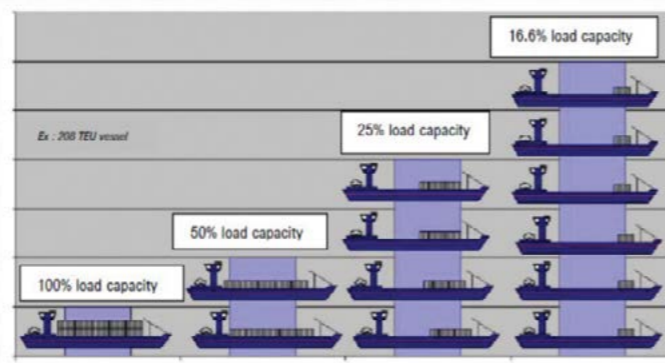 16.6% load capacity
Ex : 208 TEU vessel
25% load capacity
50% load capacity
100% load capacity